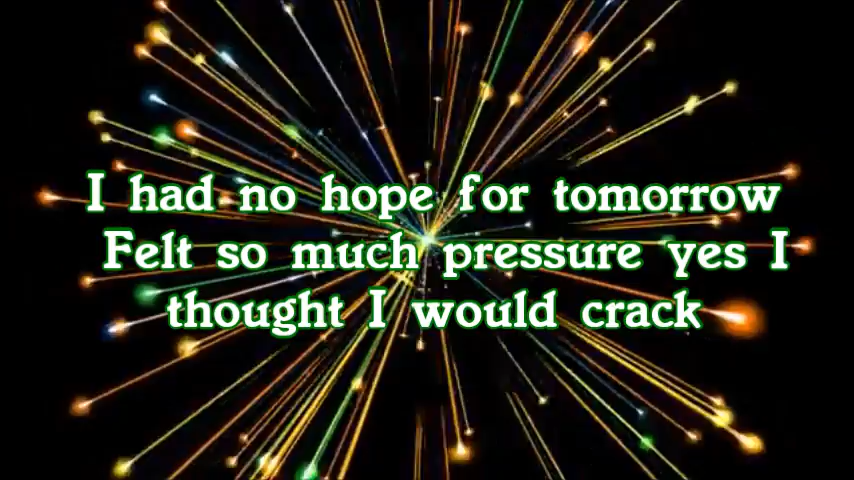 I had no hope for tomorrow
Felt so much pressure yes I
thought I would crack